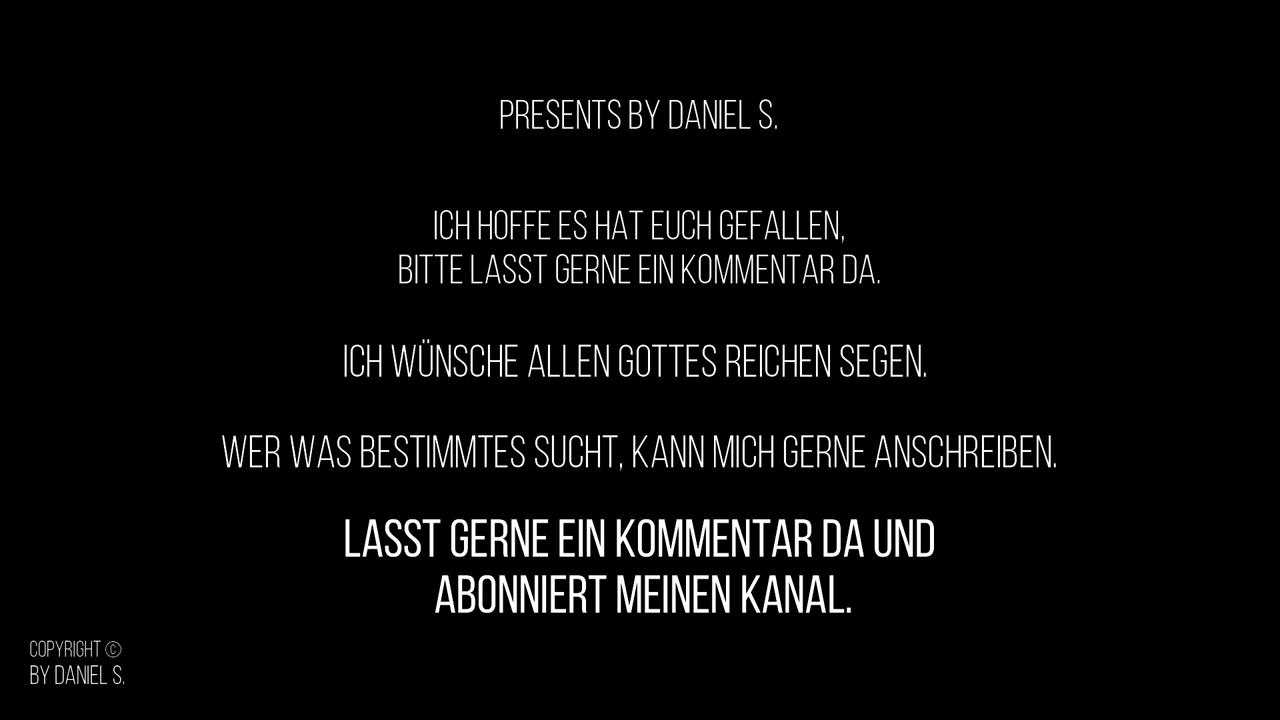 PRESENTS BY DANIEL S.
ICH HOFFE ES HAT EUCH GEFALLEN,
BITTE LASST GERNE EIN KOMMENTAR DA.
ICH WÜNSCHE ALLEN GOTTES REICHEN SEGEN.
WER WAS BESTIMMTES SUCHT, KANN MICH GERNE ANSCHREIBEN.
LASST GERNE EIN KOMMENTAR DA UND
ABONNIERT MEINEN KANAL.
COPYRIGHT ©
BY DANIEL S.